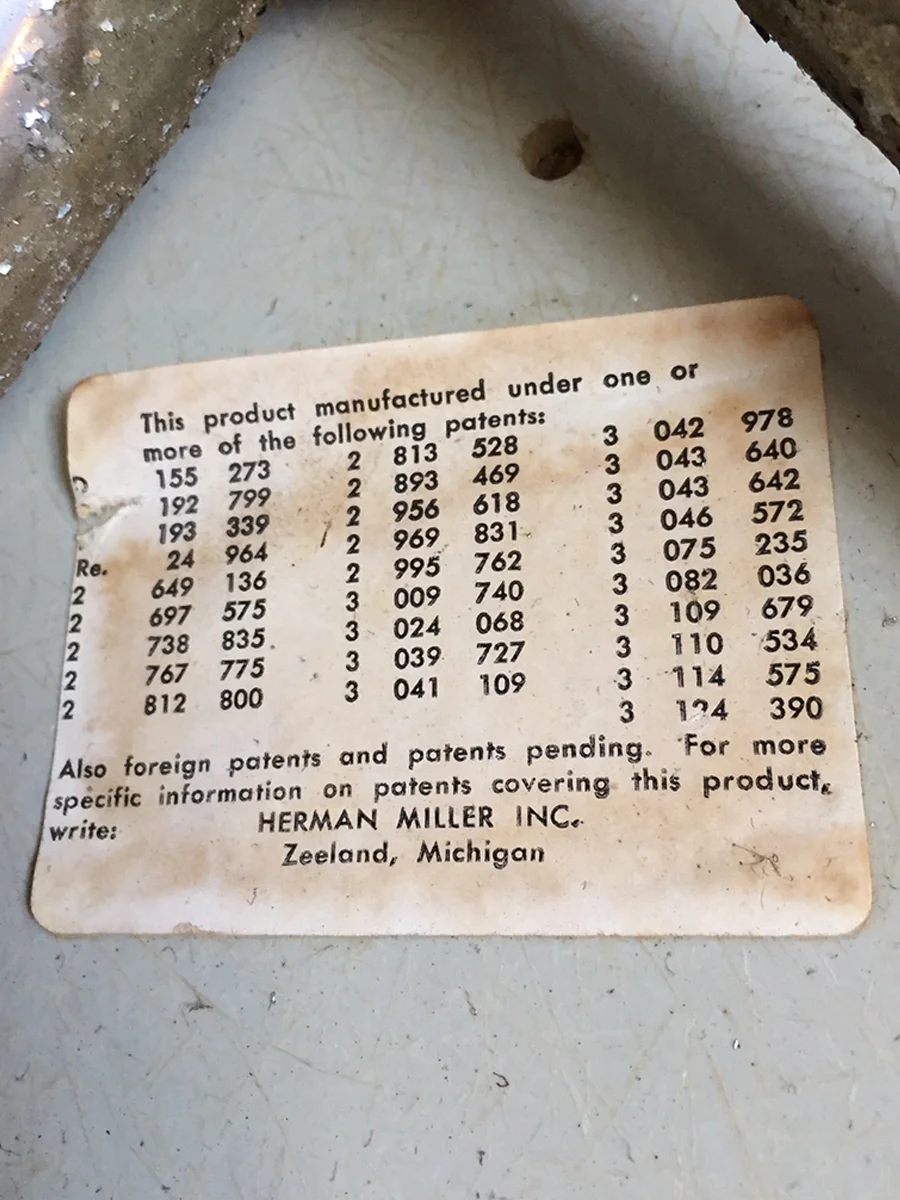 This product manufactured under one or
more of the following patents:
155 273 2 813 528 3 042 978
192 799 2 893 469 3 043 640
193 339 2 956 618 3 043 642
Re. 24 964 2 969 831 3 046 572
2 649 136 2 995 762 3 075 235
2 697 575 3 009 740 3 082 036
2 738 835 3 024 068 3 109 679
2 767 775 3 039 727 3 110 534
2 812 800 3 041 109 3 114 575
3 124 390
Also foreign patents and patents pending. For more
specific information on patents covering this product,
write: HERMAN MILLER INC.
Zeeland, Michigan